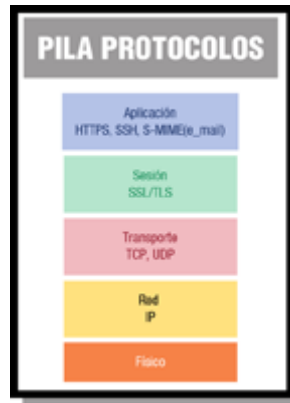 PILA PROTOCOLOS
Aplicación
HTTPS, SSH, S-MIME(e_mail)
Sesión
SSL/TLS
Transporte
TCP, UDP
Red
IP
Físico